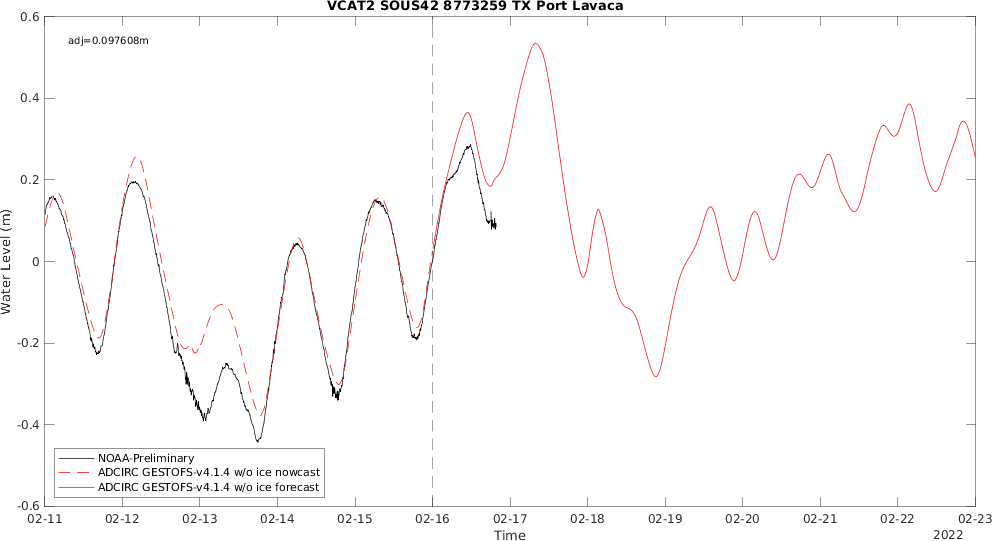 VCAT2 SOUS42 8773259 TX Port Lavaca
adj=0.097608m
Water Level (m)
0.6
0.4
0.2
0
-0.2
-0.4
-0.6
NOAA-Preliminary
ADCIRC GESTOFS-v4.1.4 w/o ice nowcast
ADCIRC GESTOFS-v4.1.4 w/o ice forecast
02-11 02-12 02-13 02-14 02-15 02-16 02-17 02-18 02-19 02-20 02-21 02-22 02-23
Time
2022